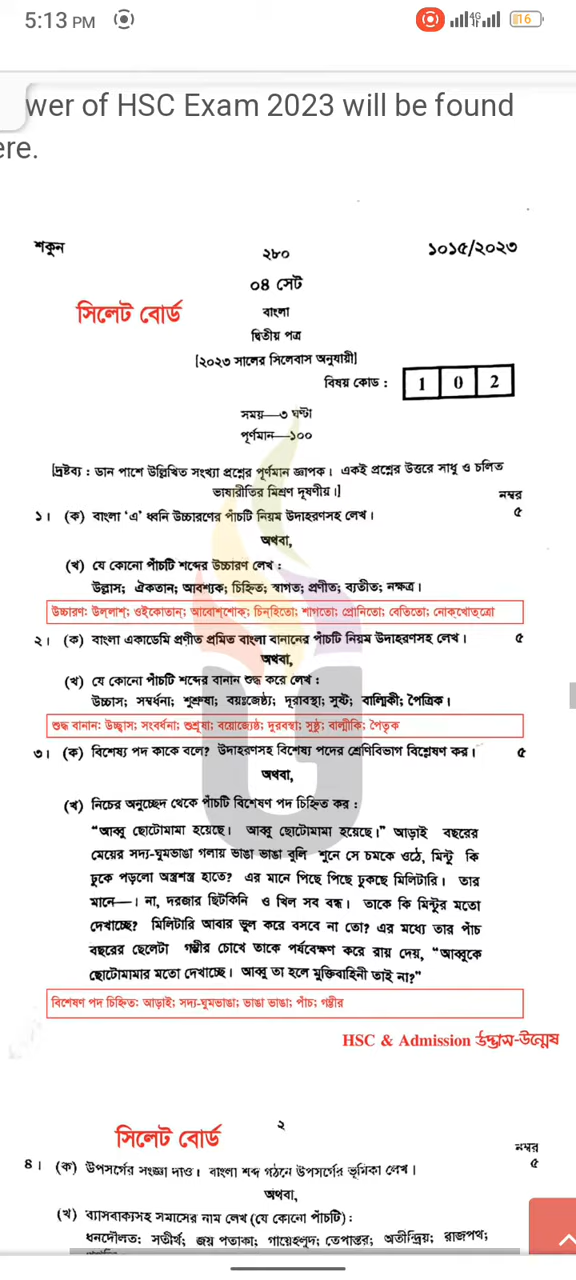 5:13 PM
4G
16
wer of HSC Exam 2023 will be found
ere.
শকুন
২৮০
১০১৫/২০২৩
০৪ সেট
সিলেট বোর্ড
বাংলা
দ্বিতীয় পত্র
[২০২৩ সালের সিলেবাস অনুযায়ী]
বিষয় কোড : 1 0 2
সময়—৩ ঘণ্টা
পূর্ণমান—১০০
[দ্রষ্টব্য : ডান পাশে উল্লিখিত সংখ্যা প্রশ্নের পূর্ণমান জ্ঞাপক। একই প্রশ্নের উত্তরে সাধু ও চলিত
ভাষারীতির মিশ্রণ দূষণীয়।]
নম্বর
১। (ক) বাংলা ‘এ’ ধ্বনি উচ্চারণের পাঁচটি নিয়ম উদাহরণসহ লেখ। ৫
অথবা,
(খ) যে কোনো পাঁচটি শব্দের উচ্চারণ লেখ :
উল্লাস; ঐকতান; আবশ্যক; চিহ্নিত; স্বাগত; প্রণীত; ব্যতীত; নক্ষত্র।
উচ্চারণ: উল্‌লাশ্; ওইকোতান্; আবোশ্‌শোক্; চিন্‌হিতো; শাগতো; প্রোনিতো; বেতিতো; নোক্‌খোত্‌ত্রো
২। (ক) বাংলা একাডেমি প্রণীত প্রমিত বাংলা বানানের পাঁচটি নিয়ম উদাহরণসহ লেখ। ৫
অথবা,
(খ) যে কোনো পাঁচটি শব্দের বানান শুদ্ধ করে লেখ :
উচ্চাস; সম্বর্ধনা; শুশ্রুষা; বয়ঃজেষ্ঠ্য; দূরাবস্থা; সুষ্ট; বাল্মিকী; পৈত্রিক।
শুদ্ধ বানান: উচ্ছ্বাস; সংবর্ধনা; শুশ্রূষা; বয়োজ্যেষ্ঠ; দুরবস্থা; সুষ্ঠু; বাল্মীকি; পৈতৃক
৩। (ক) বিশেষ্য পদ কাকে বলে? উদাহরণসহ বিশেষ্য পদের শ্রেণিবিভাগ বিশ্লেষণ কর। ৫
অথবা,
(খ) নিচের অনুচ্ছেদ থেকে পাঁচটি বিশেষণ পদ চিহ্নিত কর :
“আব্বু ছোটোমামা হয়েছে। আব্বু ছোটোমামা হয়েছে।” আড়াই বছরের
মেয়ের সদ্য-ঘুমভাঙা গলায় ভাঙা ভাঙা বুলি শুনে সে চমকে ওঠে, মিন্টু কি
ঢুকে পড়লো অস্ত্রশস্ত্র হাতে? এর মানে পিছে পিছে ঢুকছে মিলিটারি। তার
মানে—। না, দরজার ছিটকিনি ও খিল সব বন্ধ। তাকে কি মিন্টুর মতো
দেখাচ্ছে? মিলিটারি আবার ভুল করে বসবে না তো? এর মধ্যে তার পাঁচ
বছরের ছেলেটা গম্ভীর চোখে তাকে পর্যবেক্ষণ করে রায় দেয়, “আব্বুকে
ছোটোমামার মতো দেখাচ্ছে। আব্বু তা হলে মুক্তিবাহিনী তাই না?”
বিশেষণ পদ চিহ্নিত: আড়াই; সদ্য-ঘুমভাঙা; ভাঙা ভাঙা; পাঁচ; গম্ভীর
HSC & Admission উদ্ভাস-উন্মেষ
২
সিলেট বোর্ড
নম্বর
৪। (ক) উপসর্গের সংজ্ঞা দাও। বাংলা শব্দ গঠনে উপসর্গের ভূমিকা লেখ। ৫
অথবা,
(খ) ব্যাসবাক্যসহ সমাসের নাম লেখ (যে কোনো পাঁচটি) :
ধনদৌলত; সতীর্থ; জয় পতাকা; গায়েহলুদ; তেপান্তর; অতীন্দ্রিয়; রাজপথ;